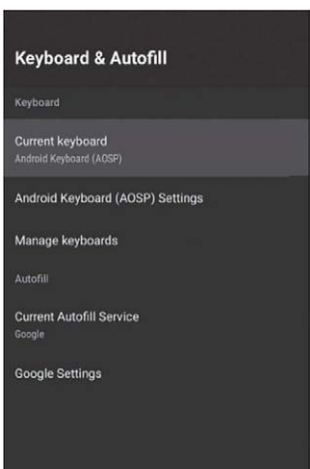 Keyboard & Autofill
Keyboard
Current keyboard
Android Keyboard (AOSP)
Android Keyboard (AOSP) Settings
Manage keyboards
Autofill
Current Autofill Service
Google
Google Settings